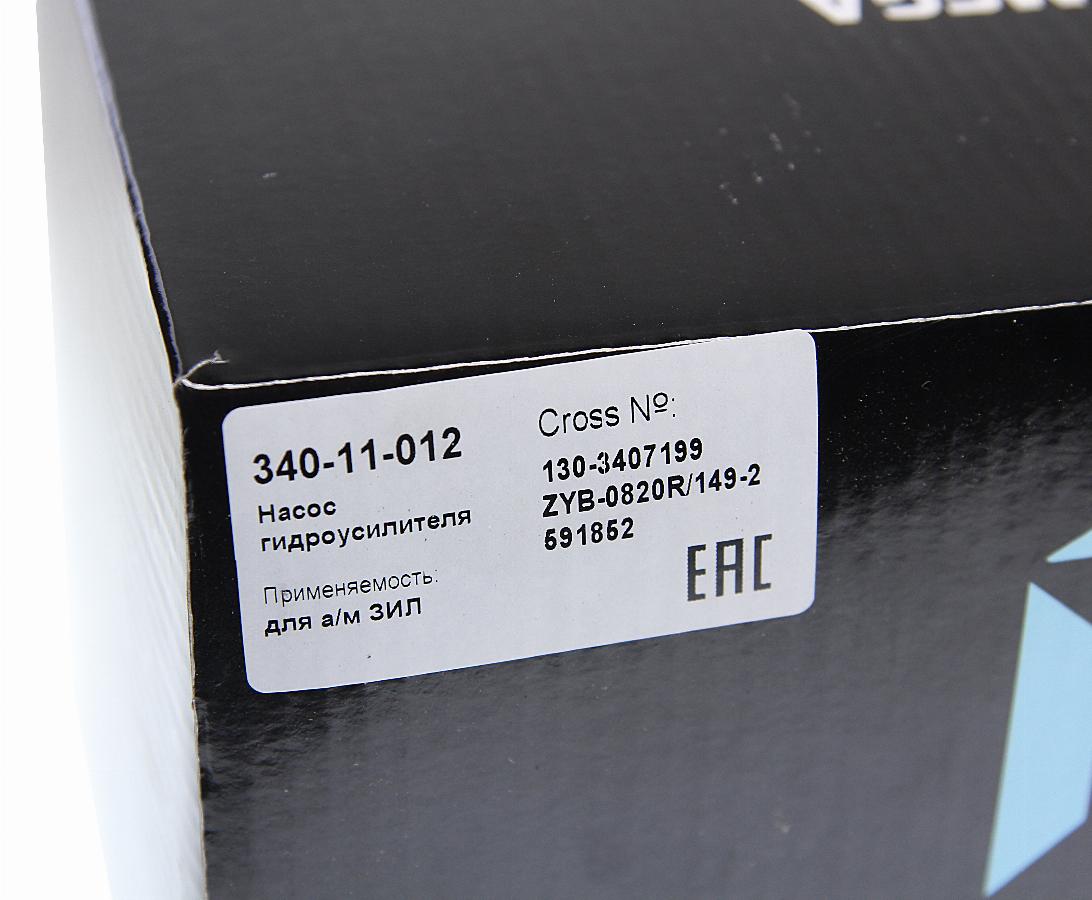 340-11-012
Насос
гидроусилителя
Применяемость:
для а/м ЗИЛ
Cross №:
130-3407199
ZYB-0820R/149-2
591852
EAC